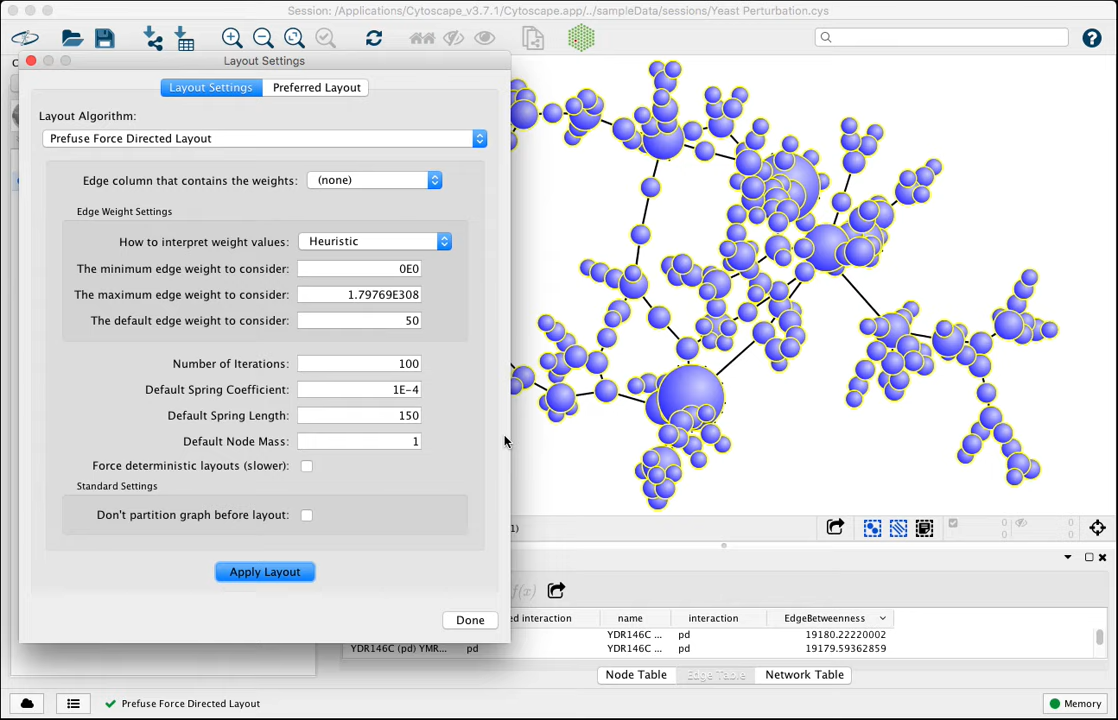 Session: /Applications/Cytoscape_v3.7.1/Cytoscape.app/../sampleData/sessions/Yeast Perturbation.cys
Layout Settings
Layout Settings Preferred Layout
Layout Algorithm:
Prefuse Force Directed Layout
Edge column that contains the weights: (none)
Edge Weight Settings
How to interpret weight values: Heuristic
The minimum edge weight to consider: 0E0
The maximum edge weight to consider: 1.79769E308
The default edge weight to consider: 50
Number of Iterations: 100
Default Spring Coefficient: 1E-4
Default Spring Length: 150
Default Node Mass: 1
Force deterministic layouts (slower):
Standard Settings
Don't partition graph before layout:
Apply Layout
Done
1)
0 0
0 0
f(x)
d interaction name interaction EdgeBetweenness
YDR146C ... pd 19180.22220002
YDR146C (pd) YMR... pd YDR146C ... pd 19179.59362859
Node Table Edge Table Network Table
Prefuse Force Directed Layout
Memory